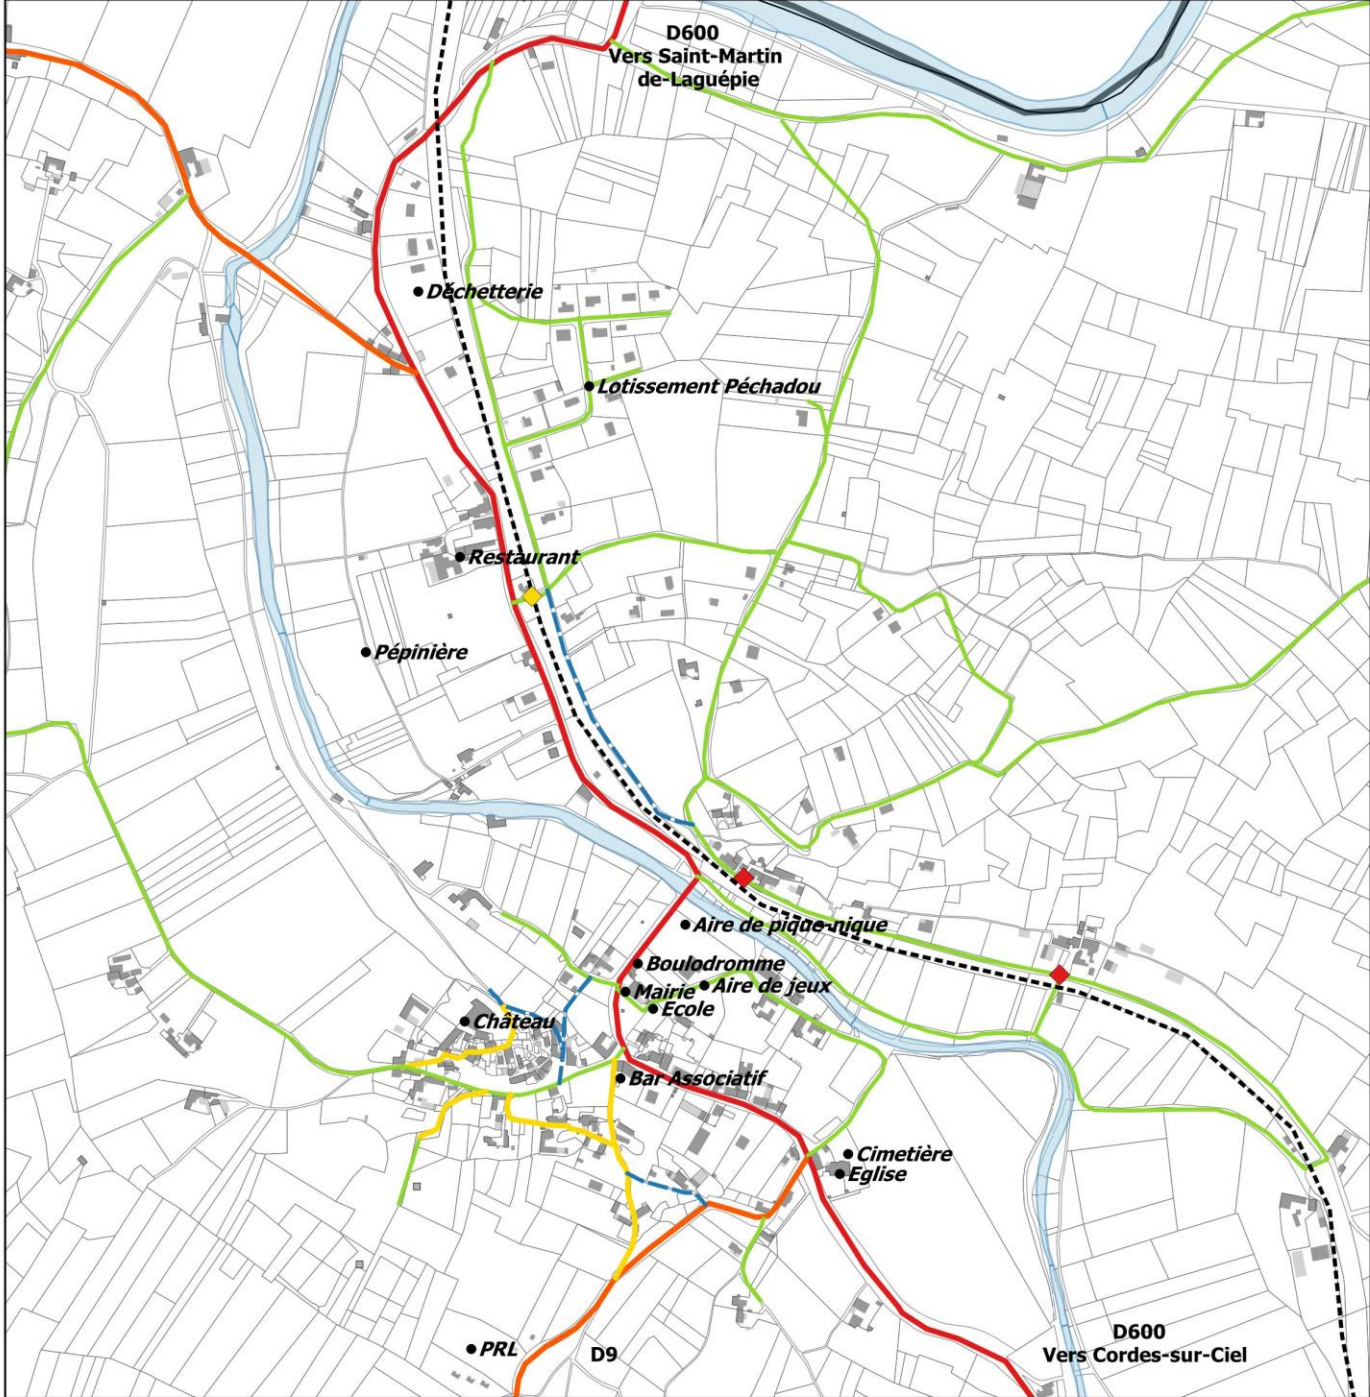 D600
Vers Saint-Martin
de-Laguépie
Déchetterie
Lotissement Péchadou
Restaurant
Pépinière
Aire de pique-nique
Boulodromme
Aire de jeux
Mairie
Ecole
Château
Bar Associatif
Cimetière
Eglise
D600
Vers Cordes-sur-Ciel
PRL
D9